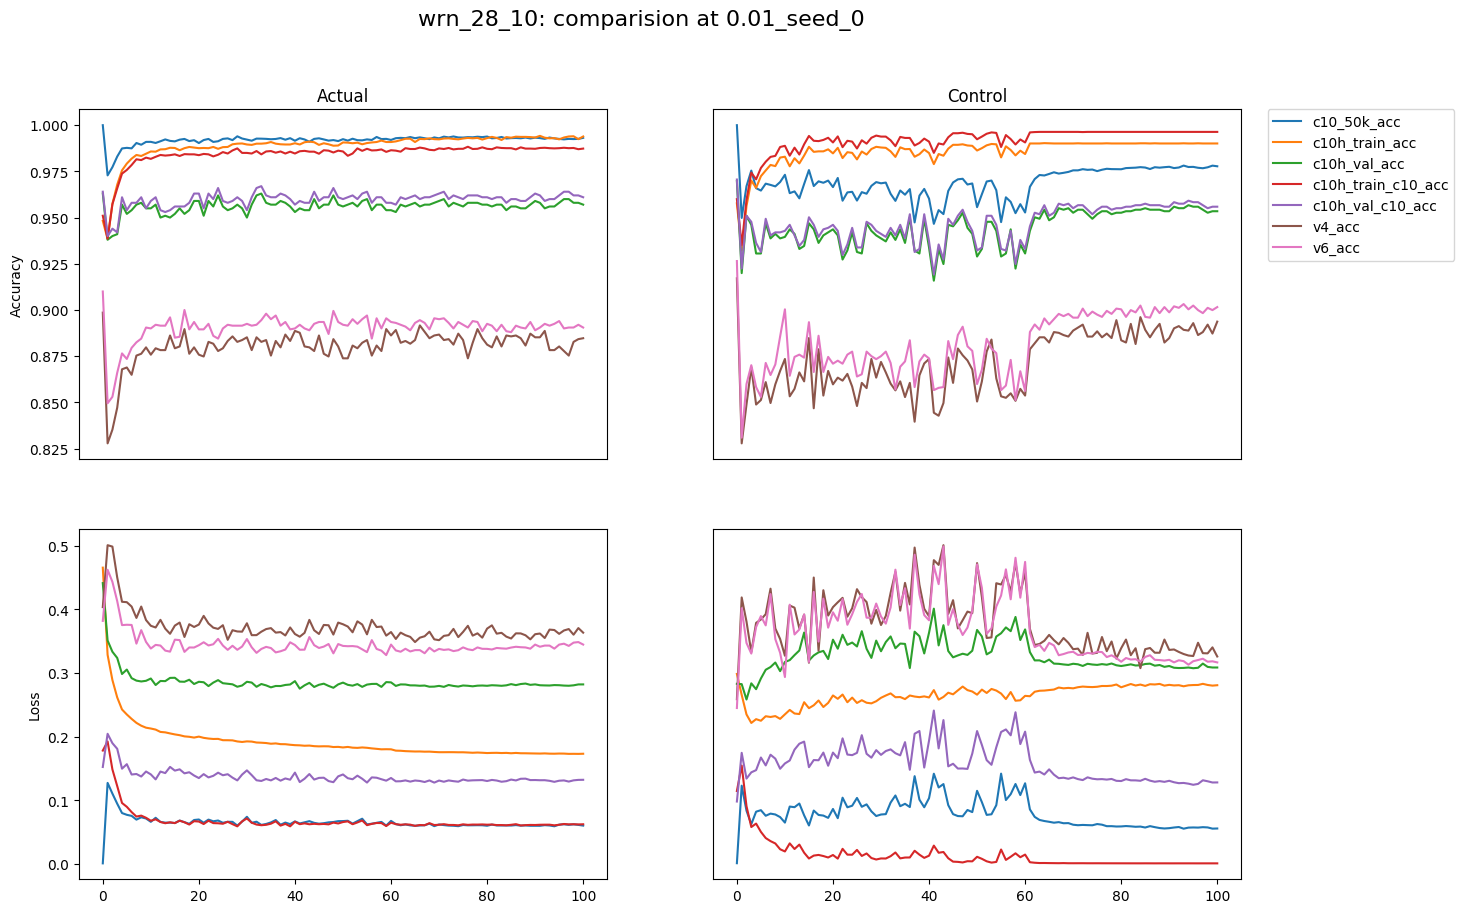 wrn_28_10: comparision at 0.01_seed_0
Actual
Control
c10_50k_acc
c10h_train_acc
c10h_val_acc
c10h_train_c10_acc
c10h_val_c10_acc
v4_acc
v6_acc
Accuracy
1.000
0.975
0.950
0.925
0.900
0.875
0.850
0.825
Loss
0.5
0.4
0.3
0.2
0.1
0.0
0 20 40 60 80 100
0 20 40 60 80 100